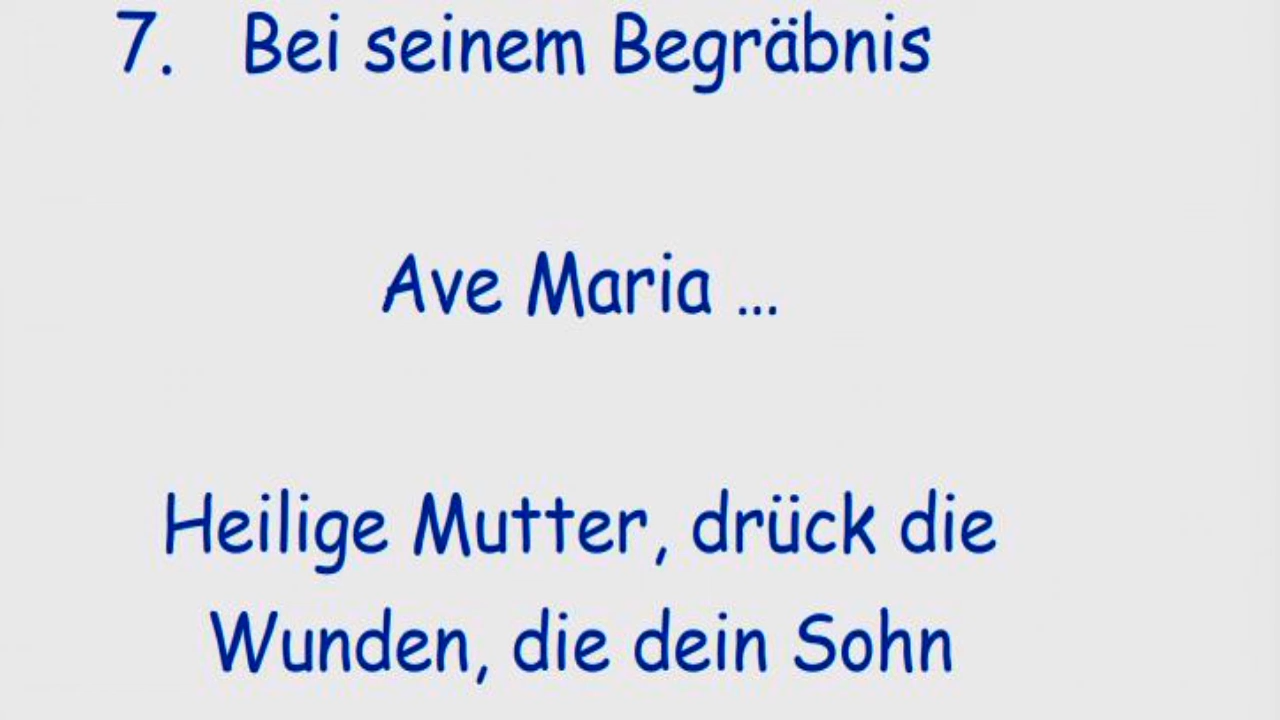 7. Bei seinem Begräbnis
Ave Maria ...
Heilige Mutter, drück die
Wunden, die dein Sohn